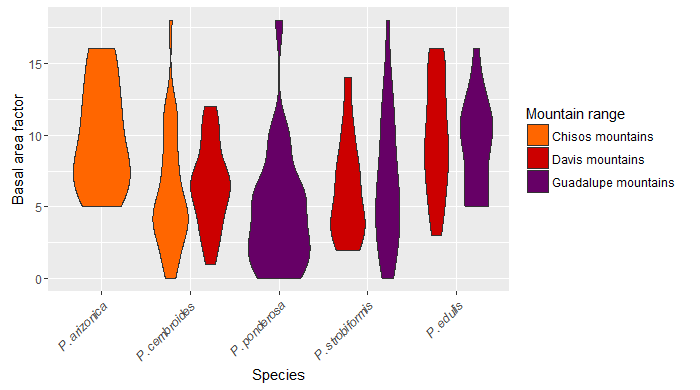 Basal area factor
15
10
5
0
P. arizonica
P. cembroides
P. ponderosa
P. strobiformis
P. edulis
Species
Mountain range
Chisos mountains
Davis mountains
Guadalupe mountains